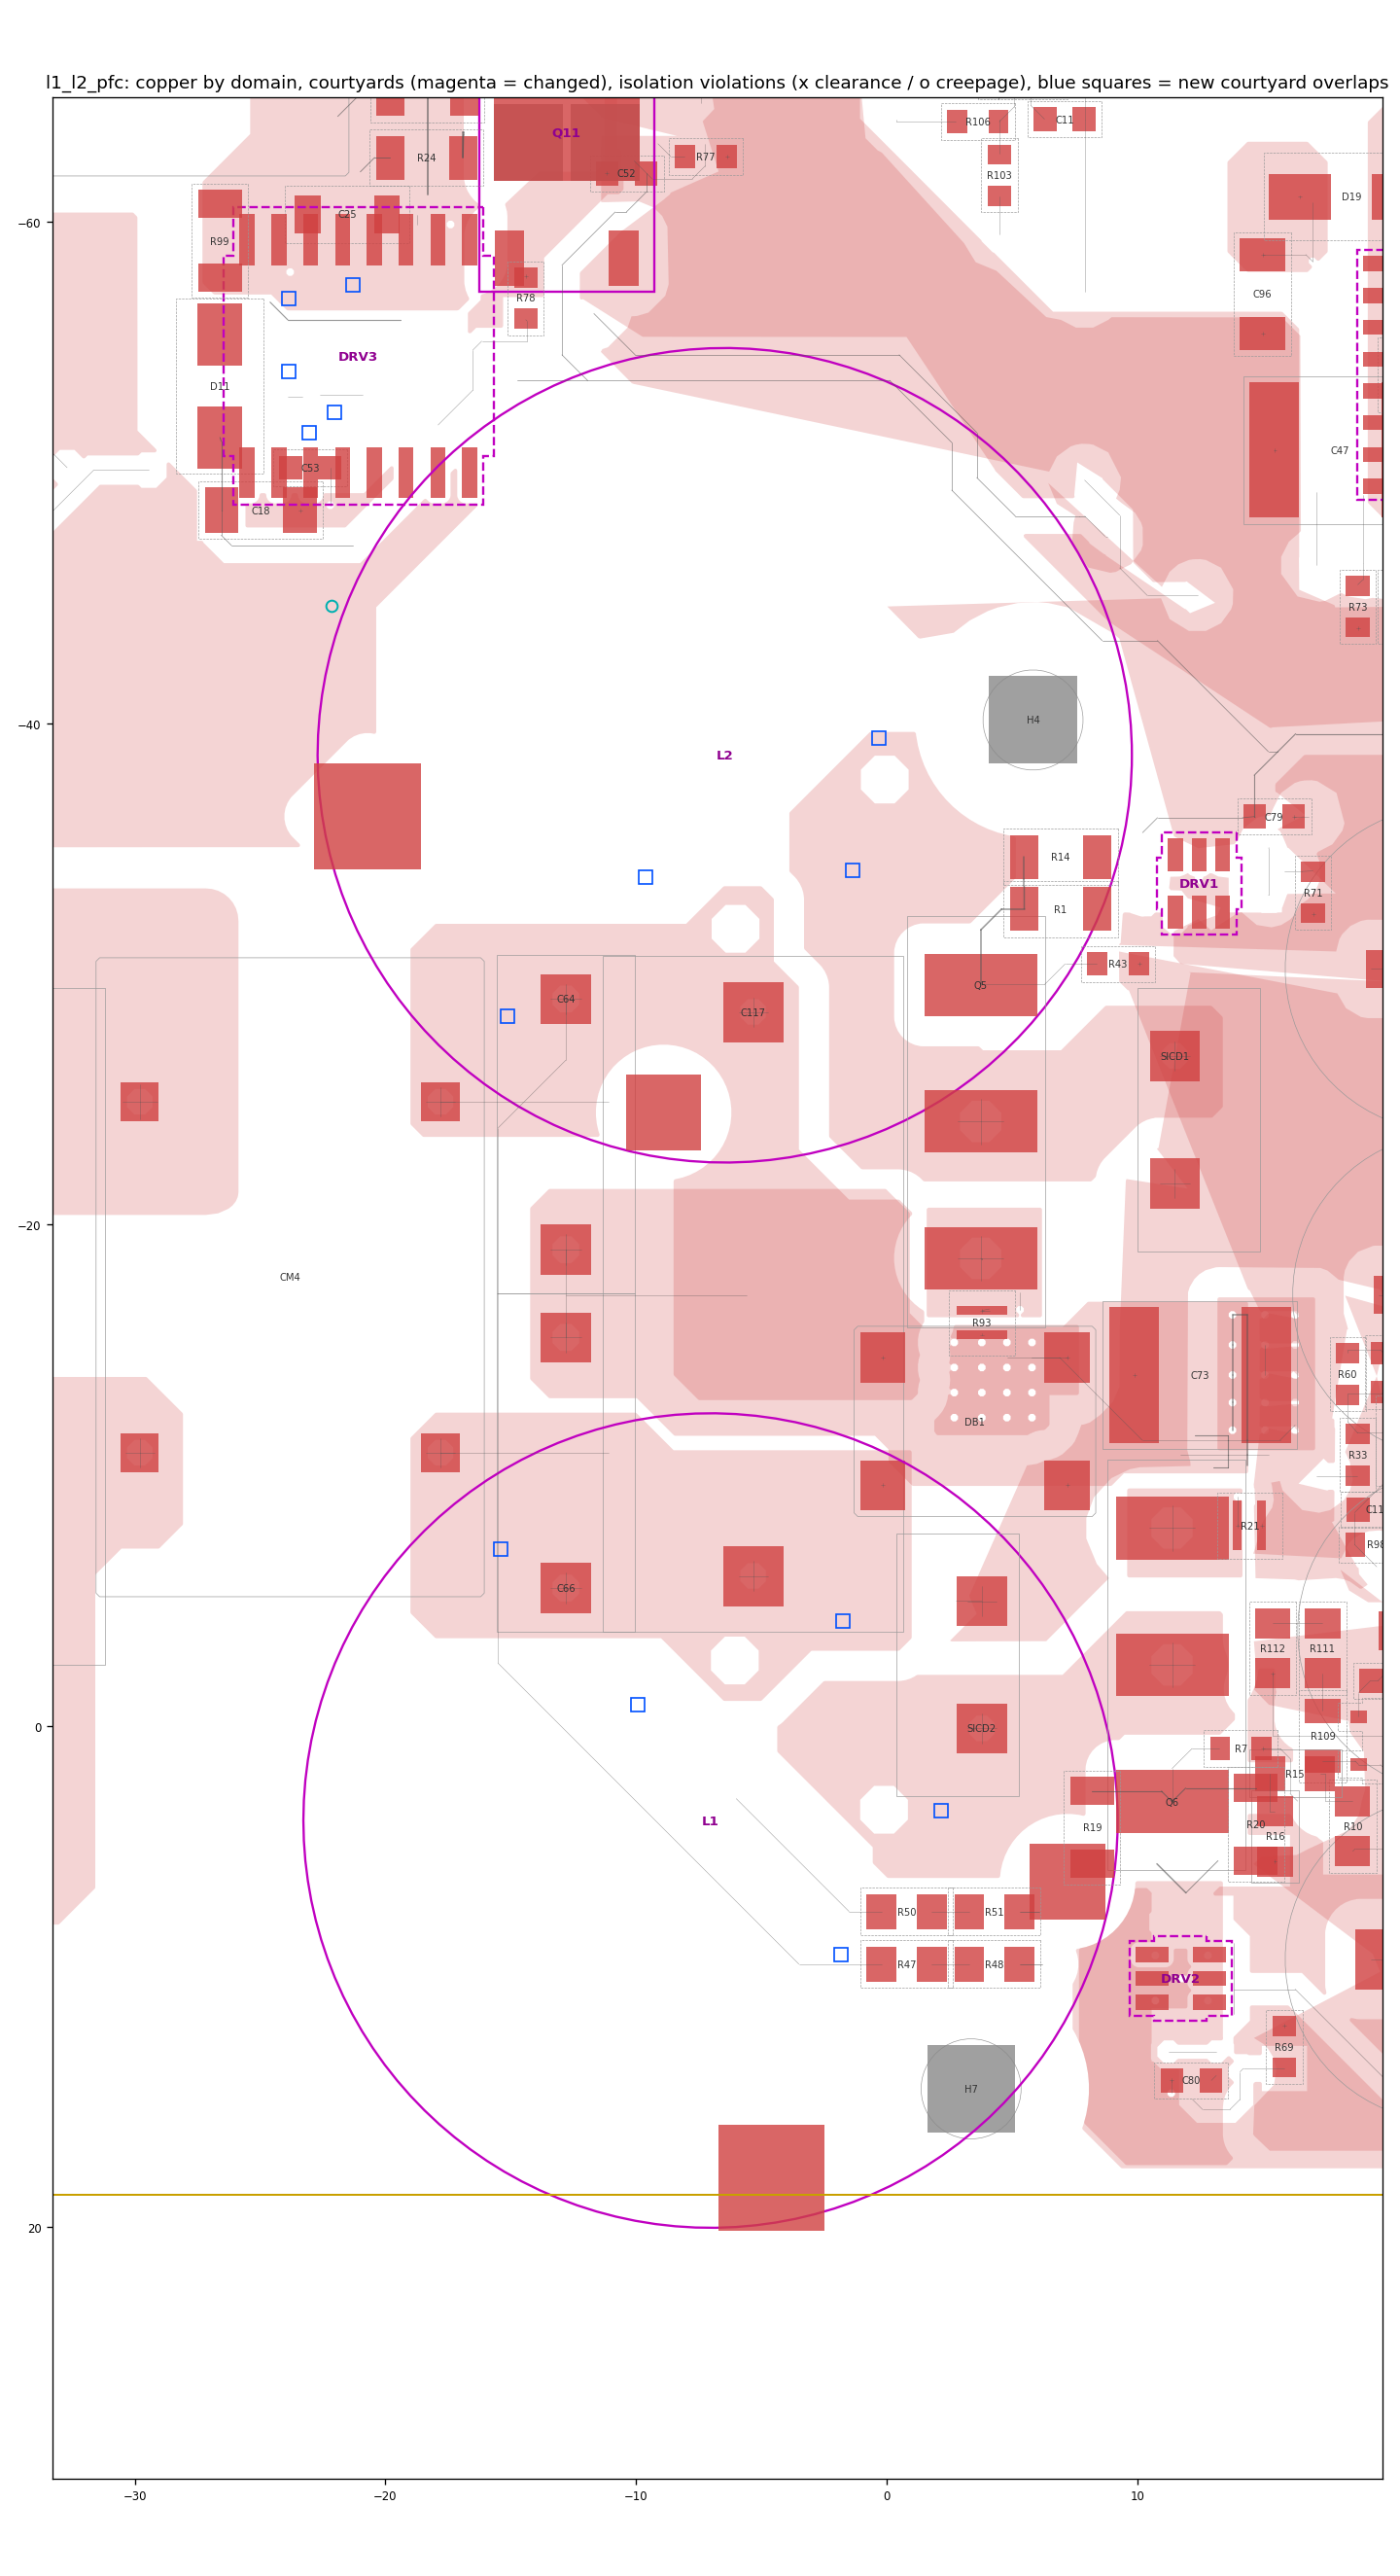 l1_l2_pfc: copper by domain, courtyards (magenta = changed), isolation violations (x clearance / o creepage), blue squares = new courtyard overlaps
Q11
R106
C11
R24
C52
R77
R103
D19
C25
R99
−60
C96
R78
DRV3
D11
C47
C53
C18
R73
−40
H4
L2
C79
R14
DRV1
R71
R1
R43
Q5
C64
C117
SICD1
−20
CM4
R93
C73
R60
DB1
R33
C11
R21
R98
C66
R112
R111
0
SICD2
R109
R7
R15
Q6
L1
R19
R20
R16
R10
R50
R51
R47
R48
DRV2
R69
C80
H7
20
−30
−20
−10
0
10